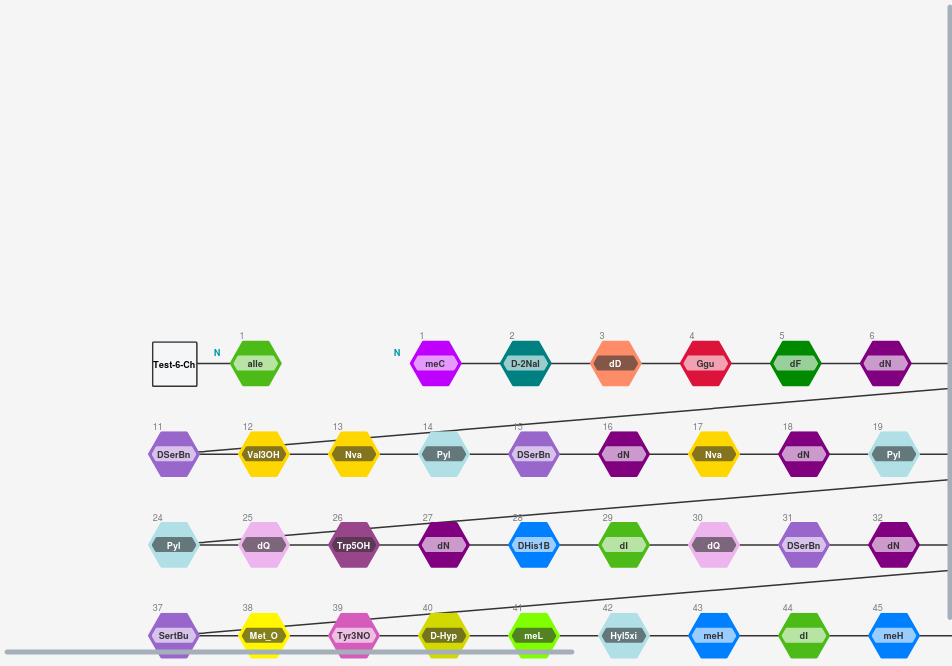 1 1 2 3 4 5 6
N N
Test-6-Ch aIle meC D-2Nal dD Ggu dF dN
11 12 13 14 15 16 17 18 19
DSerBn Val3OH Nva Pyl DSerBn dN Nva dN Pyl
24 25 26 27 28 29 30 31 32
Pyl dQ Trp5OH dN DHis1B dI dQ DSerBn dN
37 38 39 40 41 42 43 44 45
SertBu Met_O Tyr3NO D-Hyp meL Hyl5xi meH dI meH